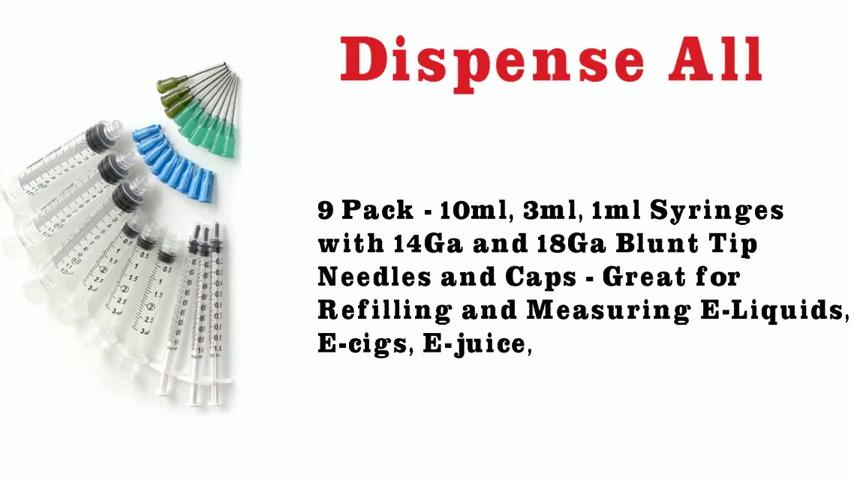 Dispense All
9 Pack - 10ml, 3ml, 1ml Syringes
with 14Ga and 18Ga Blunt Tip
Needles and Caps - Great for
Refilling and Measuring E-Liquids,
E-cigs, E-juice,